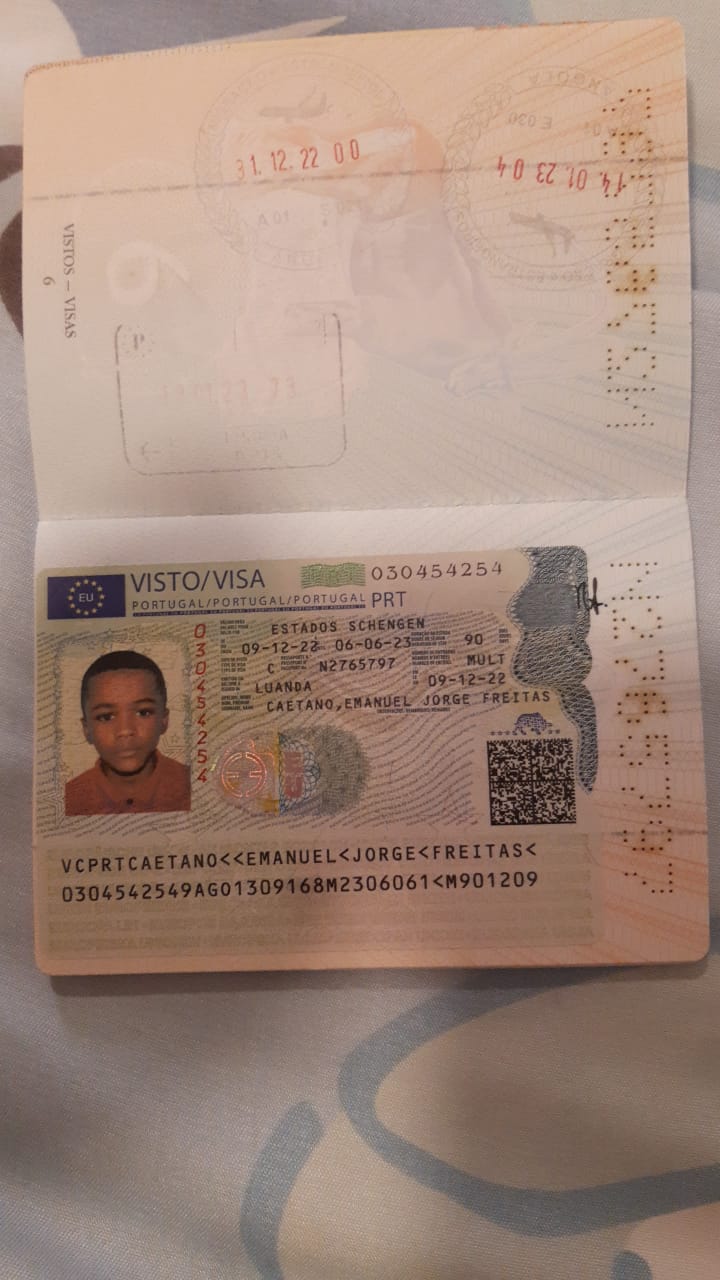 ANGOLA
E 030
31.12.22 00
14.01.23 04
A 01
VISTOS – VISAS
6
N2765797
EU
VISTO/VISA
030454254
PORTUGAL/PORTUGAL/PORTUGAL
PRT
030454254
ESTADOS SCHENGEN
09-12-22 06-06-23 90
C N2765797 MULT
LUANDA 09-12-22
CAETANO,EMANUEL JORGE FREITAS
VCPRTCAETANO<<EMANUEL<JORGE<FREITAS<
0304542549AGO1309168M2306061<M901209
N2765797